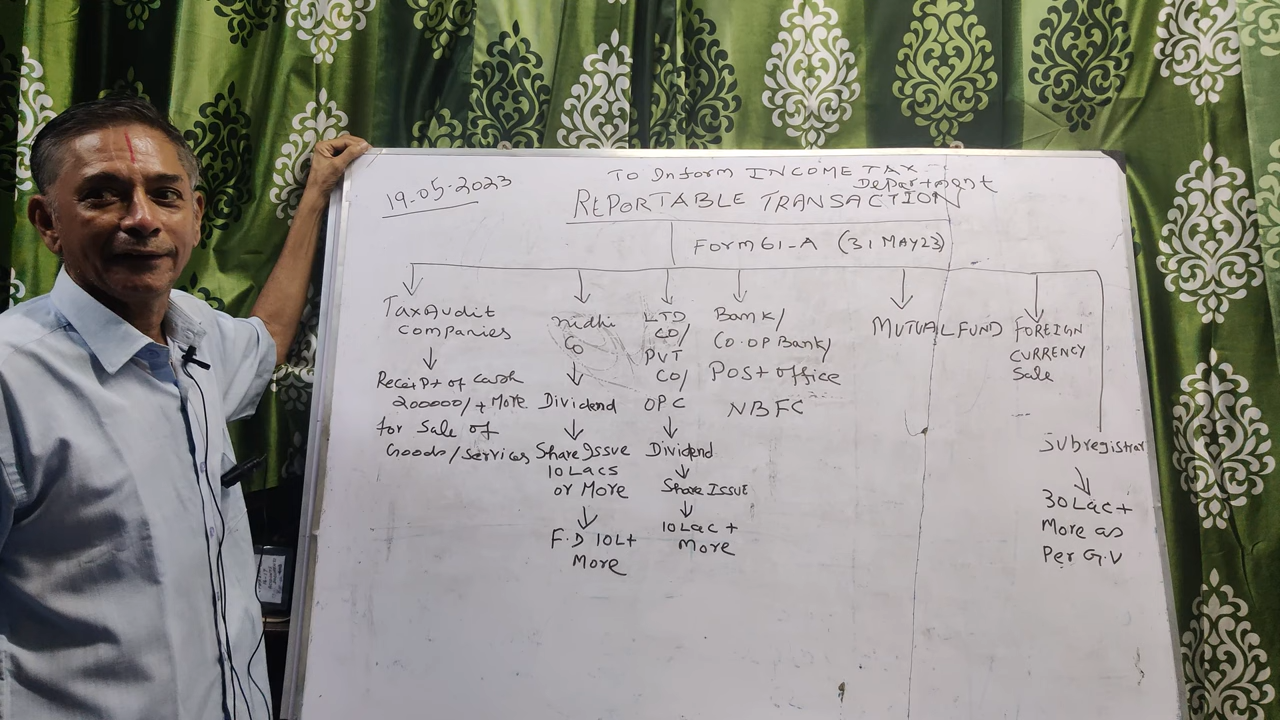 19-05-2023
To Inform INCOME TAX
Department
REPORTABLE TRANSACTION
Form 61-A (31 MAY23)
Tax Audit
Companies
Receipt of Cash
200000/+ More
for Sale of
Goods/Services
Nidhi
Co
Dividend
Share Issue
10 Lacs
or More
F.D 10L+
More
LTD
CO/
PVT
CO/
OPC
Dividend
Share Issue
10 Lac +
More
Bank/
Co.OP Bank/
Post office
NBFC
MUTUAL FUND
FOREIGN
CURRENCY
Sale
Subregistrar
30 Lac +
More as
Per G.V